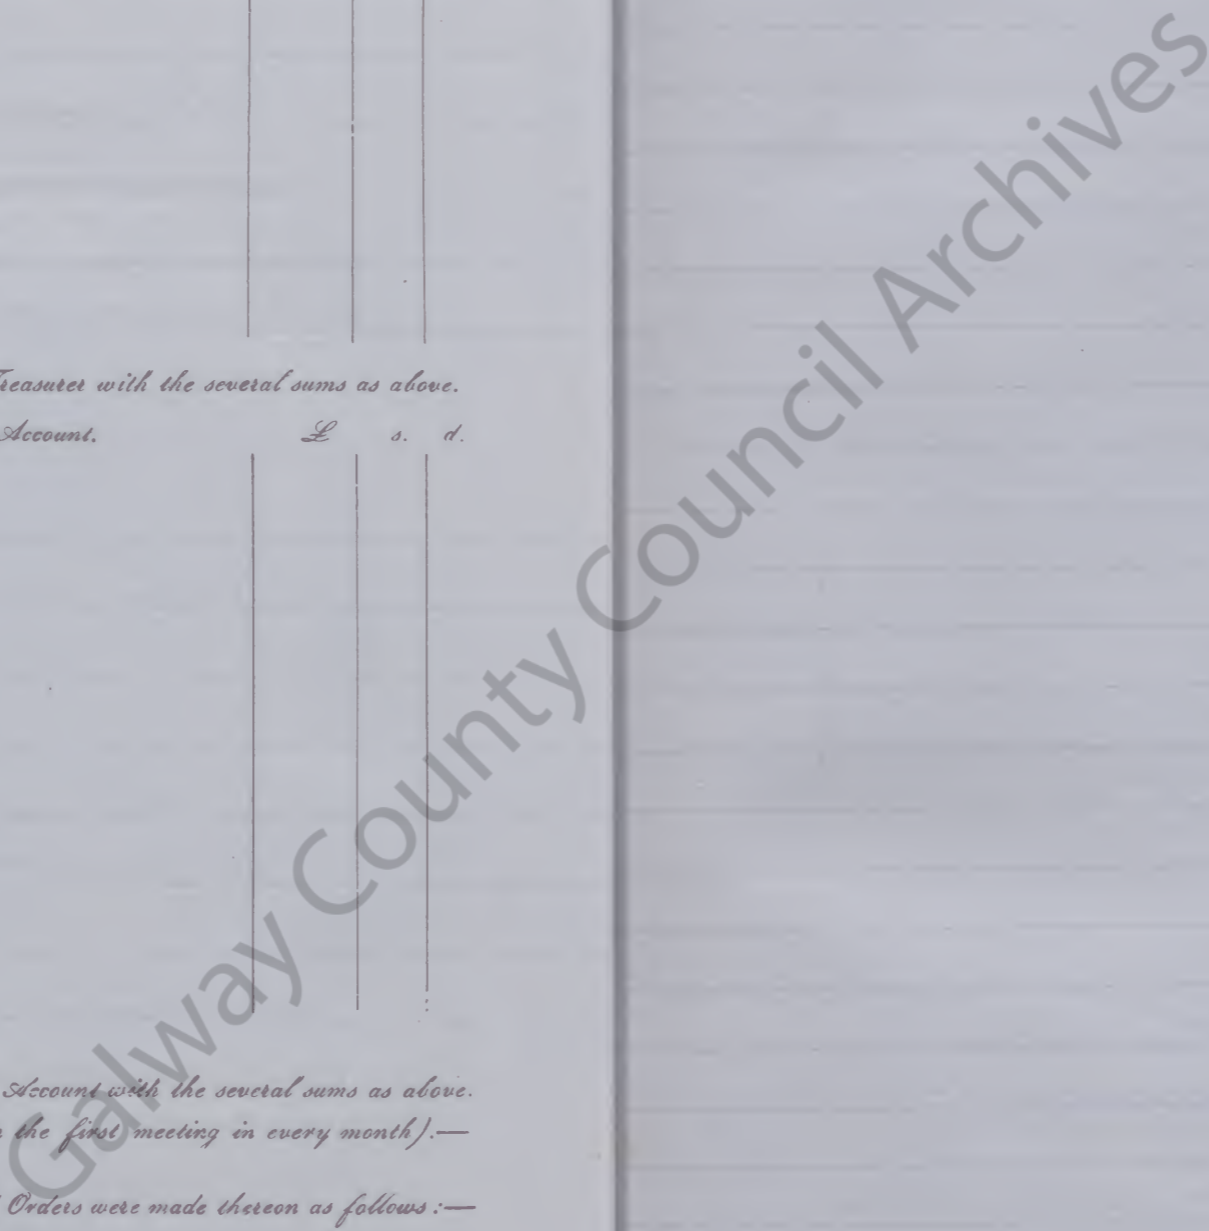 Treasurer with the several sums as above.
Account. £ s. d.
Account with the several sums as above.
the first meeting in every month).—
Orders were made thereon as follows :—
Galway County Council Archives